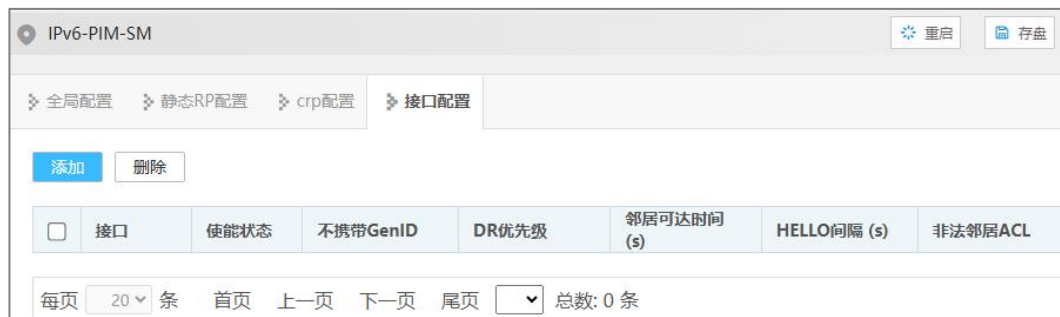 IPv6-PIM-SM 重启 存盘
全局配置 静态RP配置 crp配置 接口配置
添加 删除
接口 使能状态 不携带GenID DR优先级 邻居可达时间 (s) HELLO间隔 (s) 非法邻居ACL
每页 20 条 首页 上一页 下一页 尾页 总数: 0 条